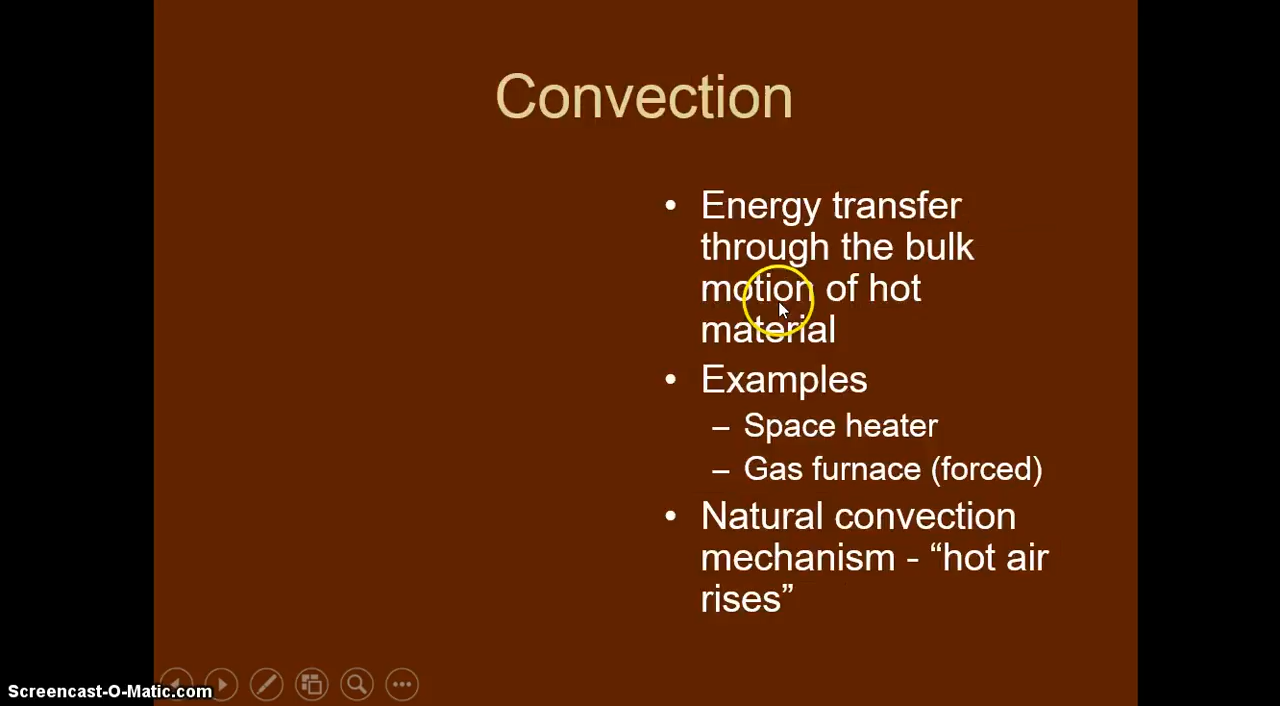 Convection
• Energy transfer
through the bulk
motion of hot
material
• Examples
– Space heater
– Gas furnace (forced)
• Natural convection
mechanism - “hot air
rises”
Screencast-O-Matic.com